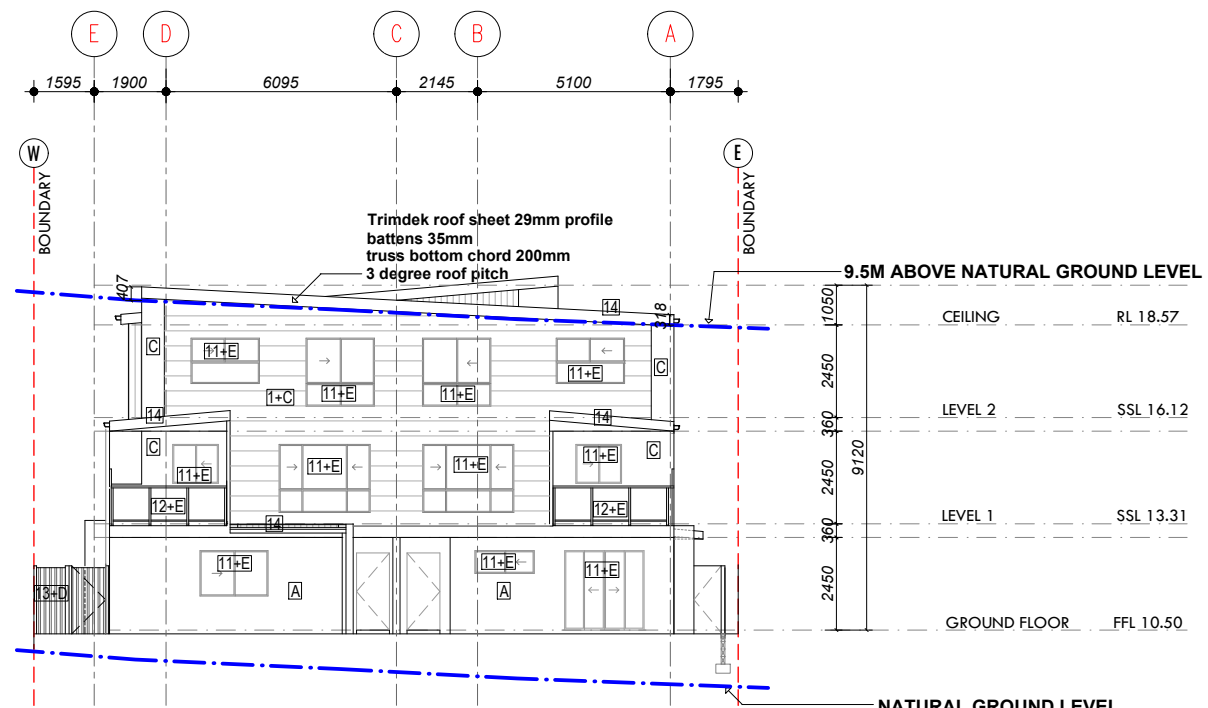 E D C B A
1595 1900 6095 2145 5100 1795
W E
BOUNDARY BOUNDARY
Trimdek roof sheet 29mm profile
battens 35mm
truss bottom chord 200mm
3 degree roof pitch
9.5M ABOVE NATURAL GROUND LEVEL
407
14
318
1050
CEILING RL 18.57
C 11+E 11+E 11+E 11+E C
1+C
2450
14 14
LEVEL 2 SSL 16.12
360
9120
C 11+E 11+E 11+E 11+E C
2450
12+E 12+E
14
LEVEL 1 SSL 13.31
360
11+E 11+E 11+E
13+D A A
2450
GROUND FLOOR FFL 10.50
NATURAL GROUND LEVEL